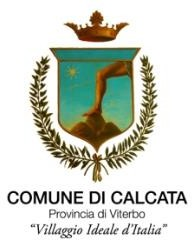 COMUNE DI CALCATA
Provincia di Viterbo
“Villaggio Ideale d’Italia”